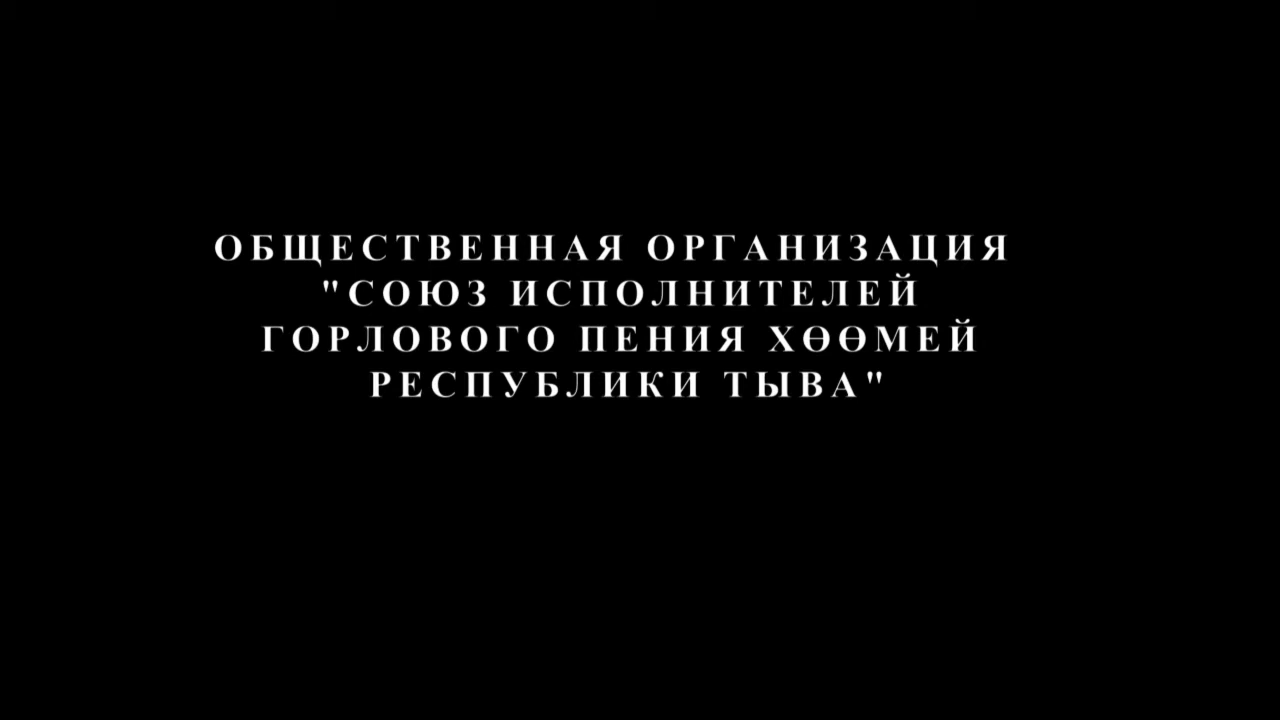 ОБЩЕСТВЕННАЯ ОРГАНИЗАЦИЯ
"СОЮЗ ИСПОЛНИТЕЛЕЙ
ГОРЛОВОГО ПЕНИЯ ХӨӨМЕЙ
РЕСПУБЛИКИ ТЫВА"